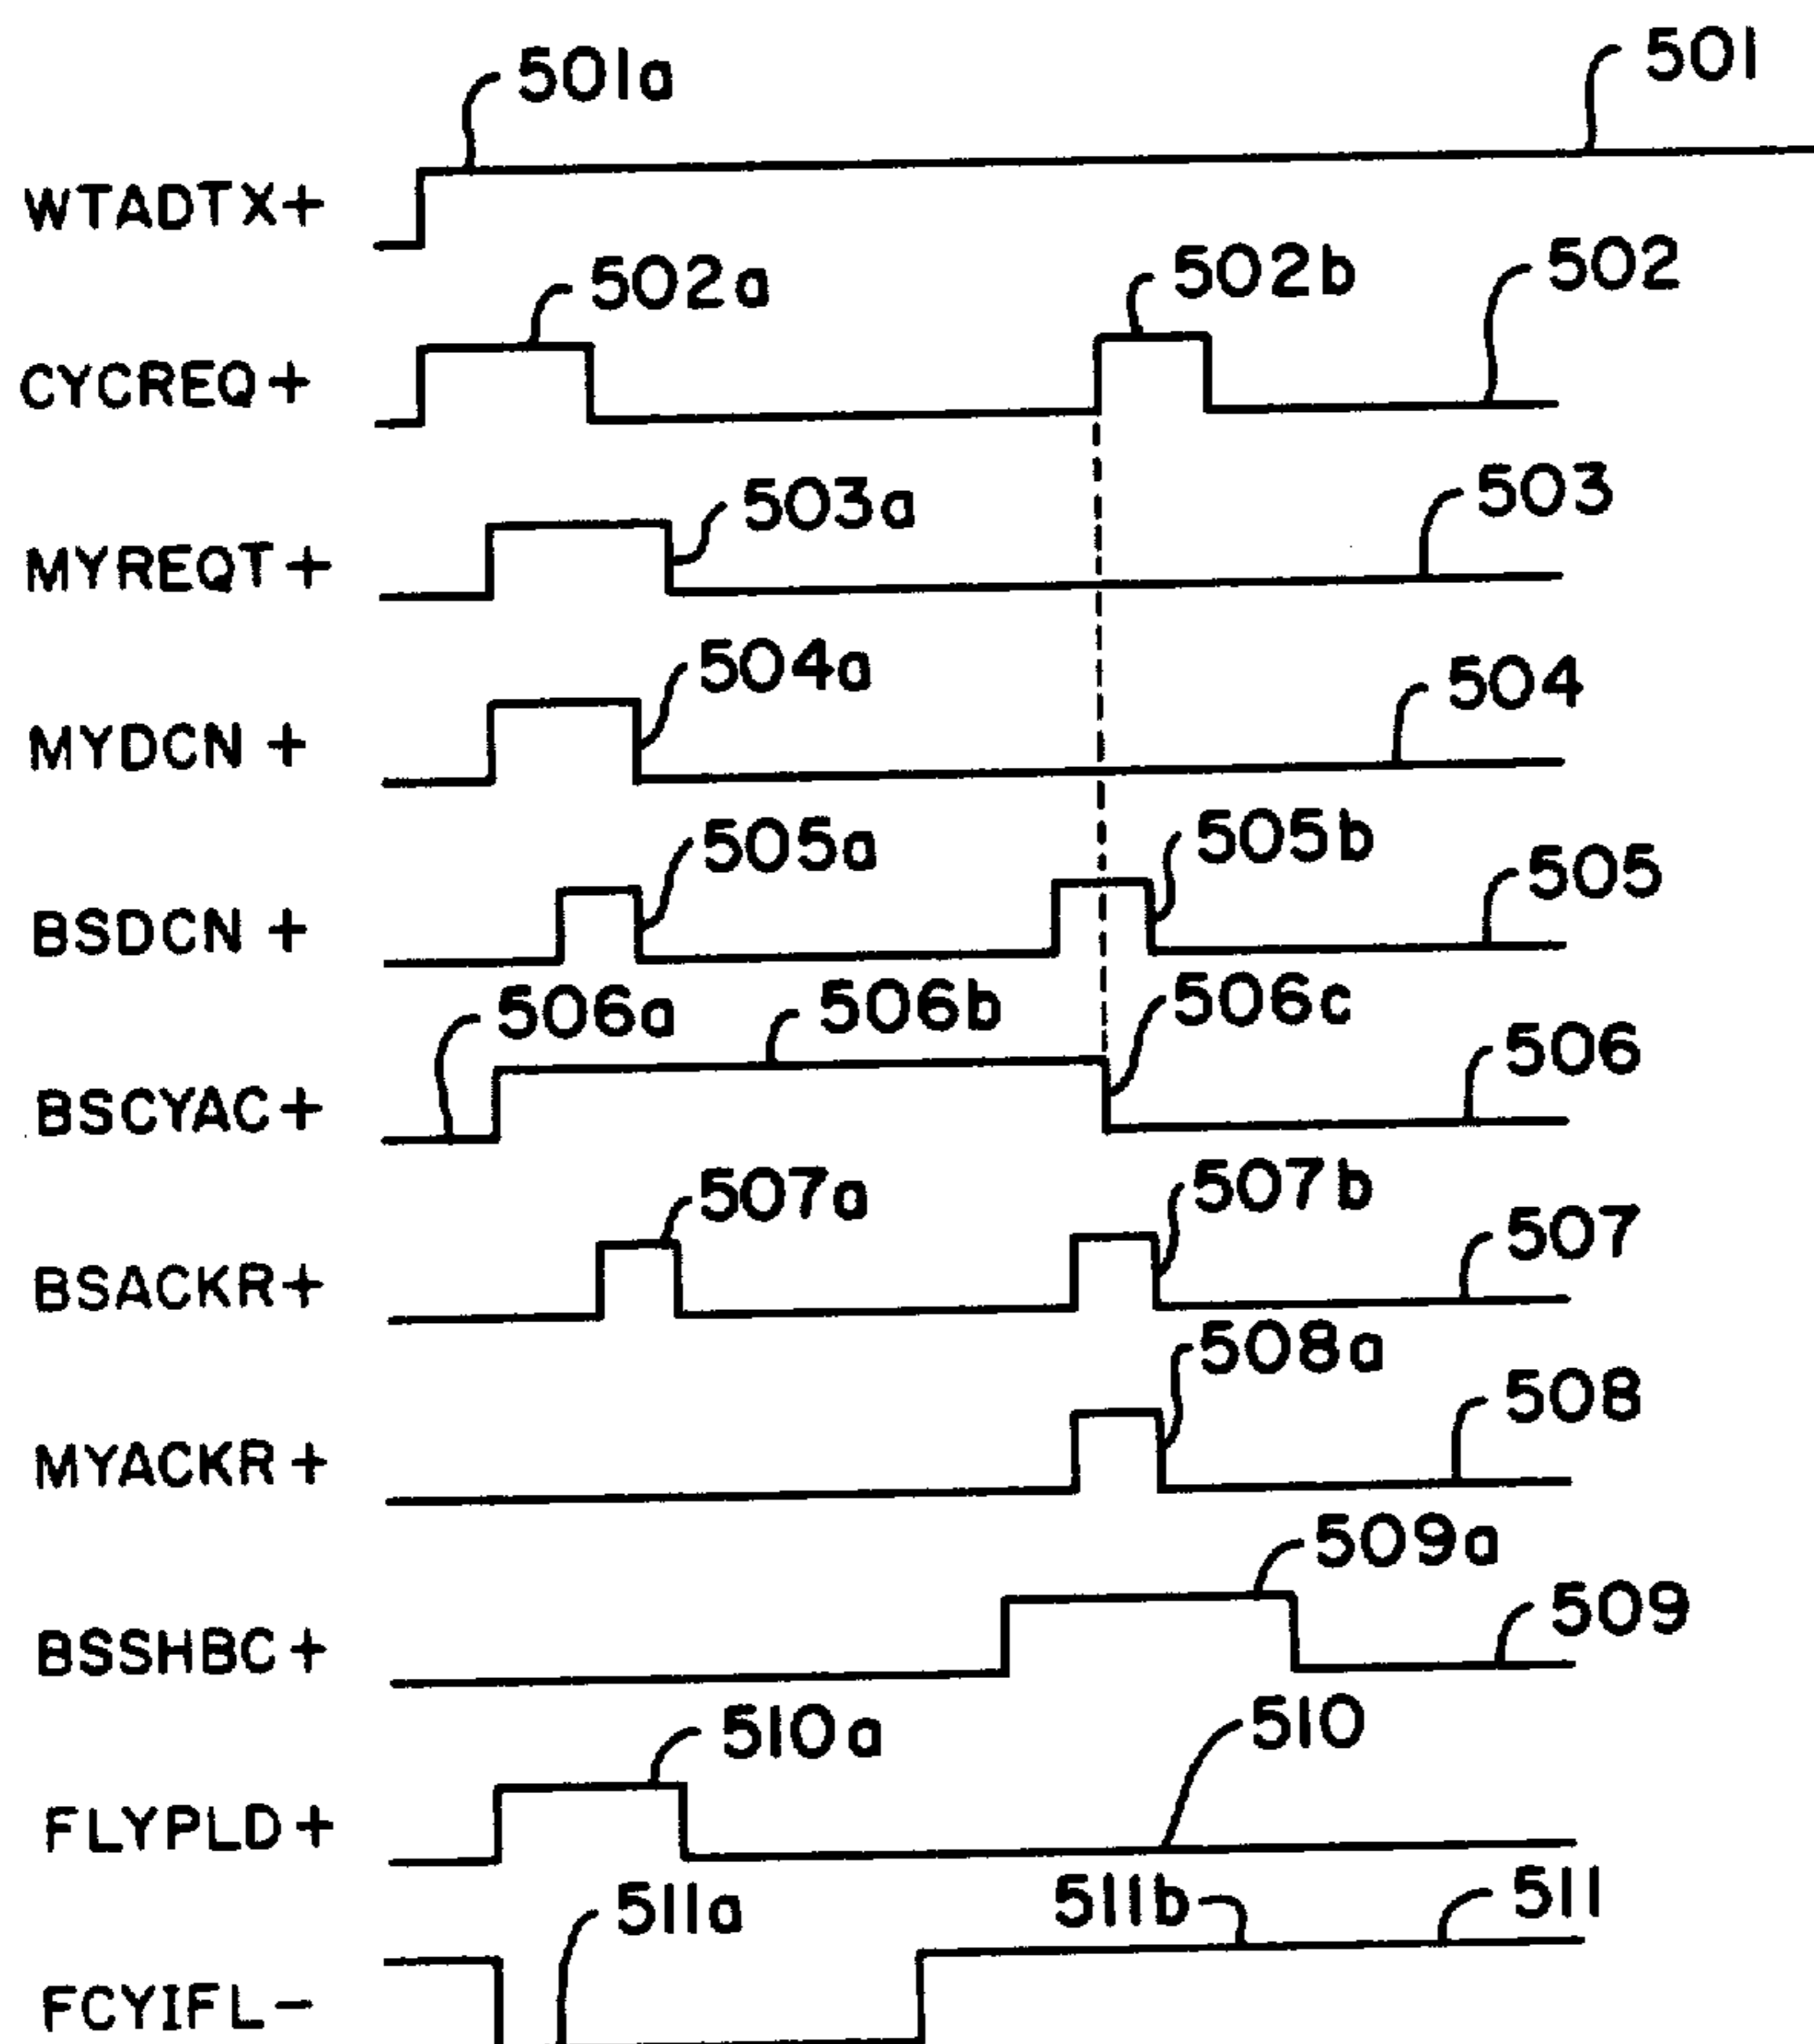 501a 501
WTADTX+
502a 502b 502
CYCREQ+
503a 503
MYREQT+
504a 504
MYDCN+
505a 505b 505
BSDCN+
506a 506b 506c 506
BSCYAC+
507a 507b 507
BSACKR+
508a 508
MYACKR+
509a 509
BSSHBC+
510a 510
FLYPLD+
511a 511b 511
FCYIFL-